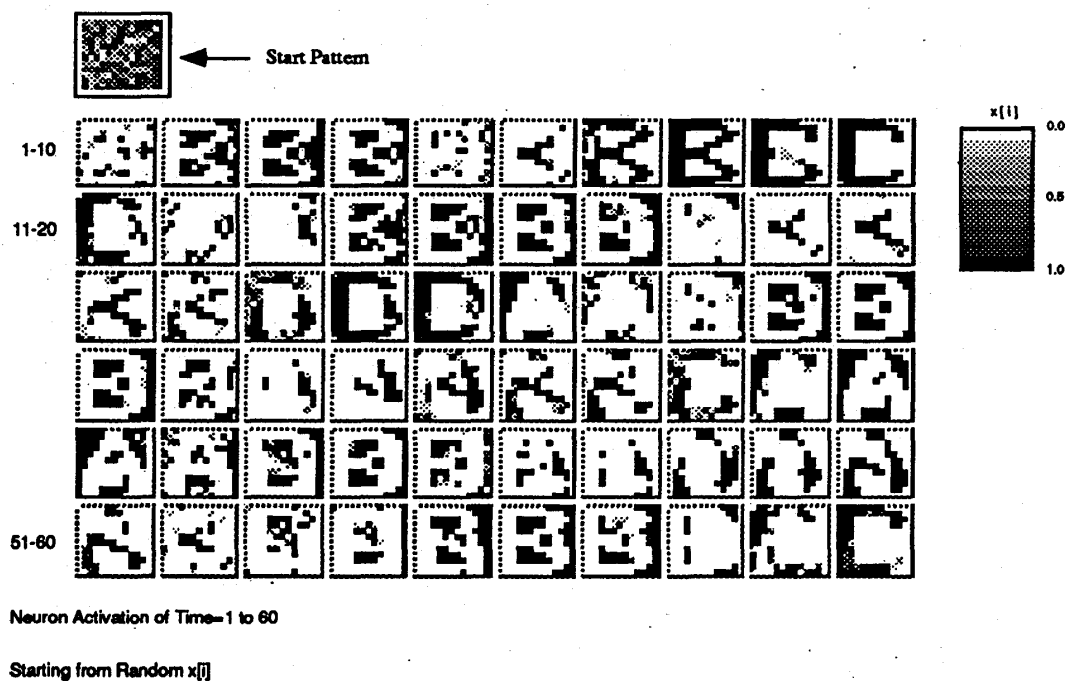 Start Pattern
x[i]
0.0
0.5
1.0
1-10
11-20
51-60
Neuron Activation of Time=1 to 60
Starting from Random x[i]